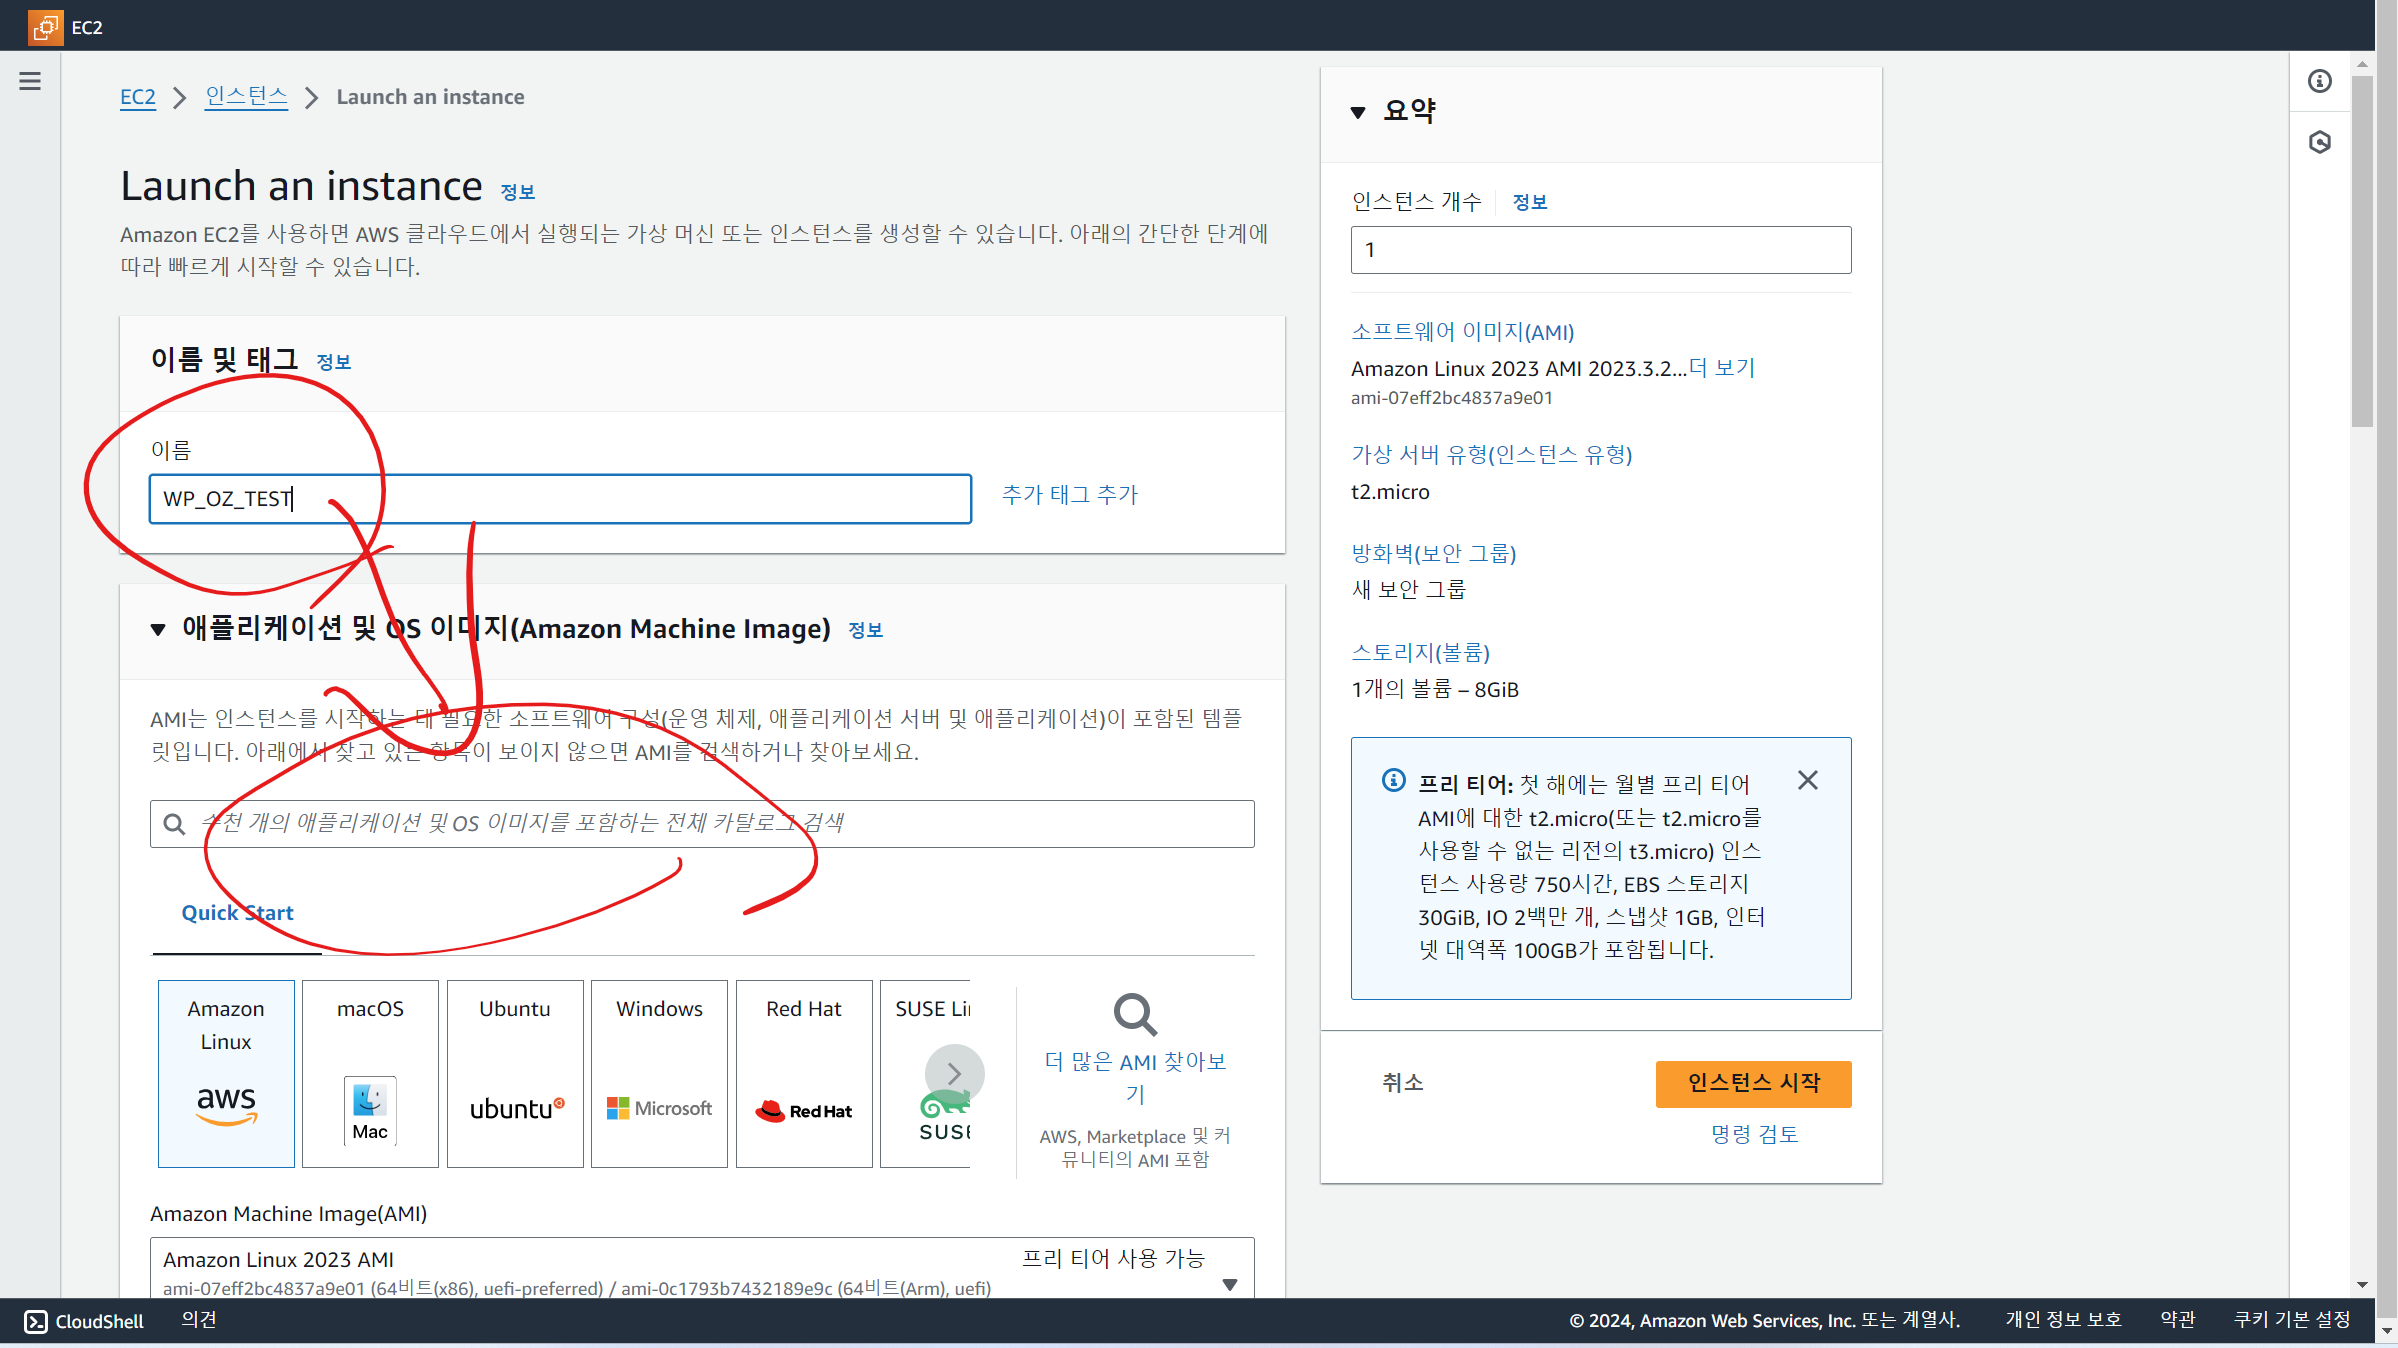 EC2
EC2 > 인스턴스 > Launch an instance
Launch an instance 정보
Amazon EC2를 사용하면 AWS 클라우드에서 실행되는 가상 머신 또는 인스턴스를 생성할 수 있습니다. 아래의 간단한 단계에
따라 빠르게 시작할 수 있습니다.
이름 및 태그 정보
이름
WP_OZ_TEST
추가 태그 추가
애플리케이션 및 OS 이미지(Amazon Machine Image) 정보
AMI는 인스턴스를 시작하는 데 필요한 소프트웨어 구성(운영 체제, 애플리케이션 서버 및 애플리케이션)이 포함된 템플
릿입니다. 아래에서 찾고 있는 항목이 보이지 않으면 AMI를 검색하거나 찾아보세요.
수천 개의 애플리케이션 및 OS 이미지를 포함하는 전체 카탈로그 검색
Quick Start
Amazon
Linux
aws
macOS
Mac
Ubuntu
ubuntu
Windows
Microsoft
Red Hat
Red Hat
SUSE Li
SUSE
더 많은 AMI 찾아보
기
AWS, Marketplace 및 커
뮤니티의 AMI 포함
Amazon Machine Image(AMI)
Amazon Linux 2023 AMI
프리 티어 사용 가능
ami-07eff2bc4837a9e01 (64비트(x86), uefi-preferred) / ami-0c1793b7432189e9c (64비트(Arm), uefi)
요약
인스턴스 개수 정보
1
소프트웨어 이미지(AMI)
Amazon Linux 2023 AMI 2023.3.2...더 보기
ami-07eff2bc4837a9e01
가상 서버 유형(인스턴스 유형)
t2.micro
방화벽(보안 그룹)
새 보안 그룹
스토리지(볼륨)
1개의 볼륨 – 8GiB
프리 티어: 첫 해에는 월별 프리 티어
AMI에 대한 t2.micro(또는 t2.micro를
사용할 수 없는 리전의 t3.micro) 인스
턴스 사용량 750시간, EBS 스토리지
30GiB, IO 2백만 개, 스냅샷 1GB, 인터
넷 대역폭 100GB가 포함됩니다.
취소
인스턴스 시작
명령 검토
CloudShell 의견
© 2024, Amazon Web Services, Inc. 또는 계열사. 개인 정보 보호 약관 쿠키 기본 설정